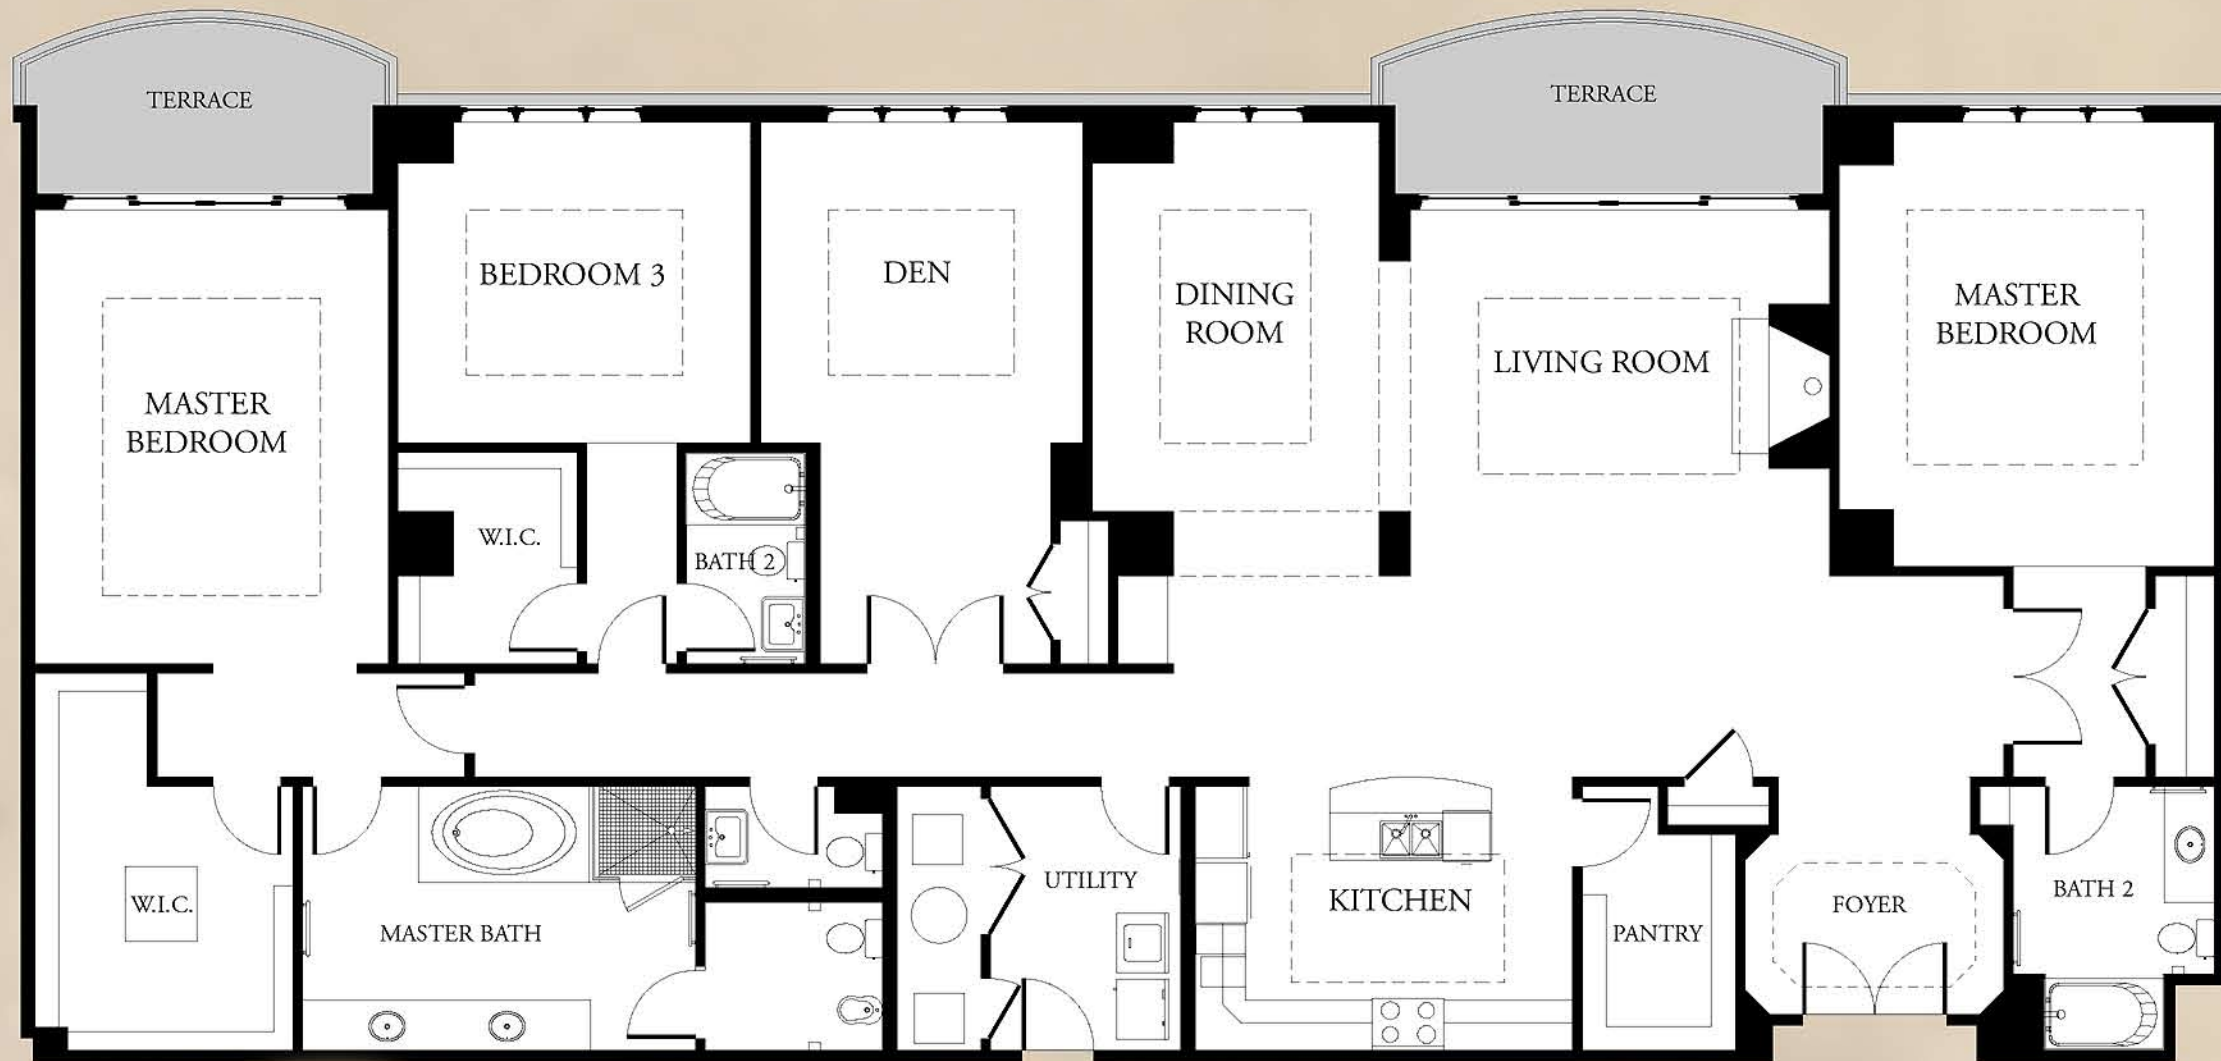 TERRACE
TERRACE
BEDROOM 3
DEN
DINING
ROOM
LIVING ROOM
MASTER
BEDROOM
MASTER
BEDROOM
W.I.C.
BATH 2
W.I.C.
MASTER BATH
UTILITY
KITCHEN
PANTRY
FOYER
BATH 2